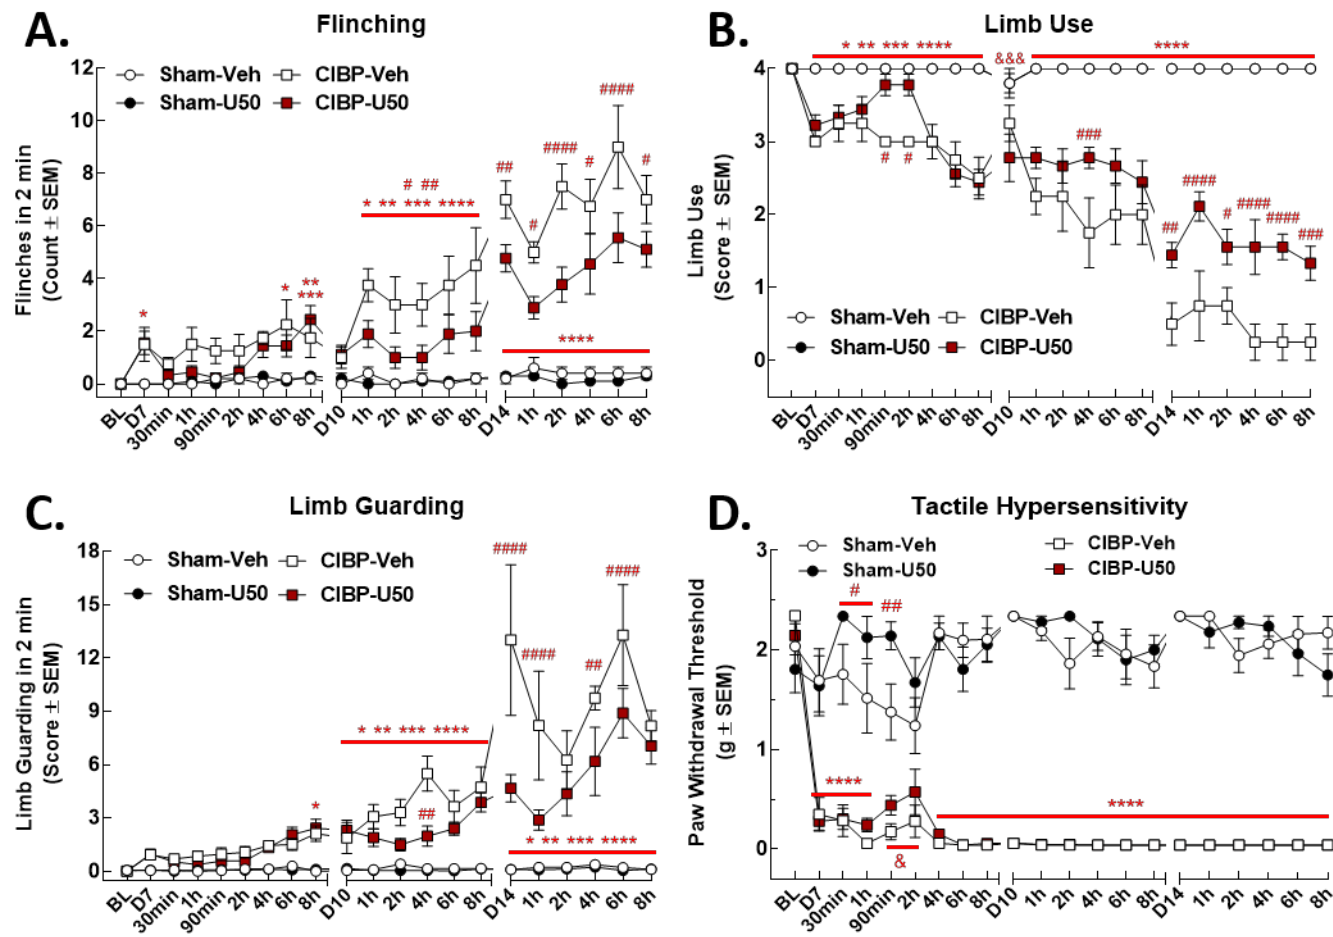 A.
Flinching
Sham-Veh
CIBP-Veh
Sham-U50
CIBP-U50
Flinches in 2 min
(Count ± SEM)
12
10
8
6
4
2
0
*
*
**
***
# ##
* ** *** ****
##
#
####
#
####
#
****
BL
D7
30min
1h
90min
2h
4h
6h
8h
D10
1h
2h
4h
6h
8h
D14
1h
2h
4h
6h
8h
B.
Limb Use
* ** *** ****
&&&
****
Limb Use
(Score ± SEM)
4
3
2
1
0
#
#
###
##
####
#
####
####
###
Sham-Veh
CIBP-Veh
Sham-U50
CIBP-U50
BL
D7
30min
1h
90min
2h
4h
6h
8h
D10
1h
2h
4h
6h
8h
D14
1h
2h
4h
6h
8h
C.
Limb Guarding
Sham-Veh
CIBP-Veh
Sham-U50
CIBP-U50
Limb Guarding in 2 min
(Score ± SEM)
18
15
12
9
6
3
0
*
* ** *** ****
##
####
####
##
####
* ** *** ****
BL
D7
30min
1h
90min
2h
4h
6h
8h
D10
1h
2h
4h
6h
8h
D14
1h
2h
4h
6h
8h
D.
Tactile Hypersensitivity
Sham-Veh
CIBP-Veh
Sham-U50
CIBP-U50
Paw Withdrawal Threshold
(g ± SEM)
3
2
1
0
#
##
****
&
****
BL
D7
30min
1h
90min
2h
4h
6h
8h
D10
1h
2h
4h
6h
8h
D14
1h
2h
4h
6h
8h